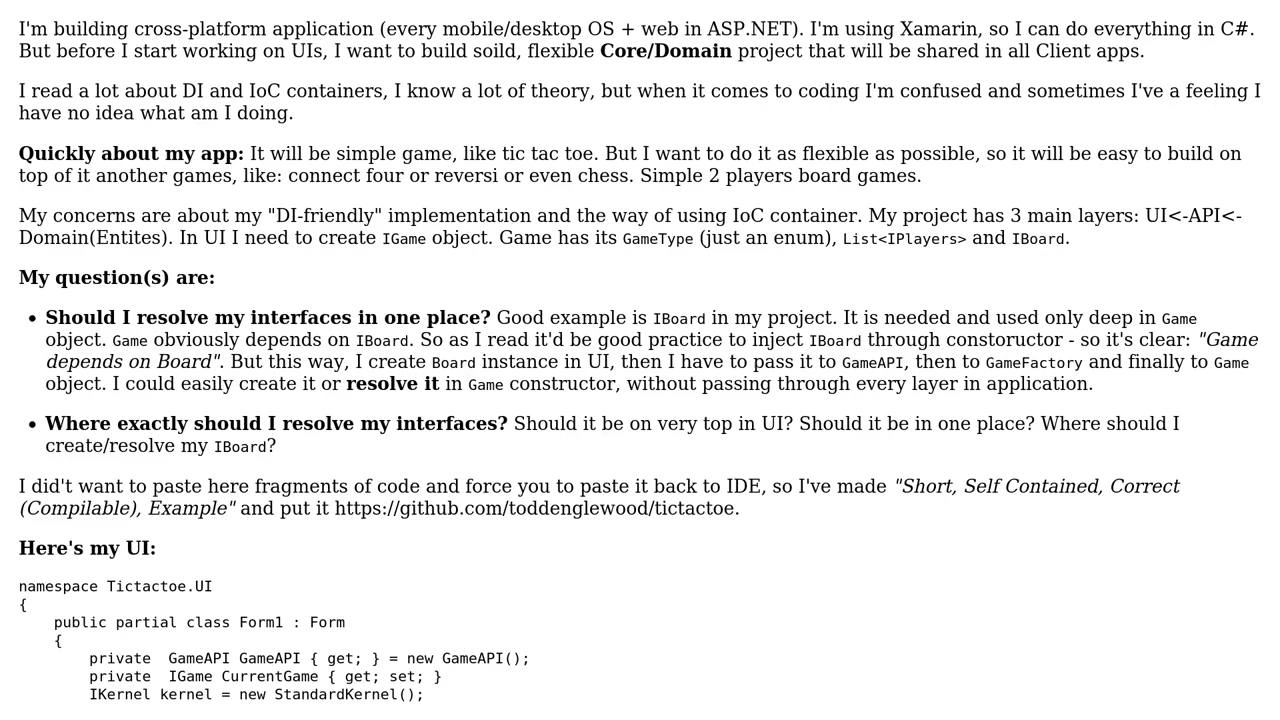 I'm building cross-platform application (every mobile/desktop OS + web in ASP.NET). I'm using Xamarin, so I can do everything in C#.
But before I start working on UIs, I want to build soild, flexible Core/Domain project that will be shared in all Client apps.
I read a lot about DI and IoC containers, I know a lot of theory, but when it comes to coding I'm confused and sometimes I've a feeling I
have no idea what am I doing.
Quickly about my app: It will be simple game, like tic tac toe. But I want to do it as flexible as possible, so it will be easy to build on
top of it another games, like: connect four or reversi or even chess. Simple 2 players board games.
My concerns are about my "DI-friendly" implementation and the way of using IoC container. My project has 3 main layers: UI<-API<-
Domain(Entites). In UI I need to create IGame object. Game has its GameType (just an enum), List<IPlayers> and IBoard.
My question(s) are:
• Should I resolve my interfaces in one place? Good example is IBoard in my project. It is needed and used only deep in Game
object. Game obviously depends on IBoard. So as I read it'd be good practice to inject IBoard through constoructor - so it's clear: "Game
depends on Board". But this way, I create Board instance in UI, then I have to pass it to GameAPI, then to GameFactory and finally to Game
object. I could easily create it or resolve it in Game constructor, without passing through every layer in application.
• Where exactly should I resolve my interfaces? Should it be on very top in UI? Should it be in one place? Where should I
create/resolve my IBoard?
I did't want to paste here fragments of code and force you to paste it back to IDE, so I've made "Short, Self Contained, Correct
(Compilable), Example" and put it https://github.com/toddenglewood/tictactoe.
Here's my UI:
namespace Tictactoe.UI
{
    public partial class Form1 : Form
    {
        private  GameAPI GameAPI { get; } = new GameAPI();
        private  IGame CurrentGame { get; set; }
        IKernel kernel = new StandardKernel();